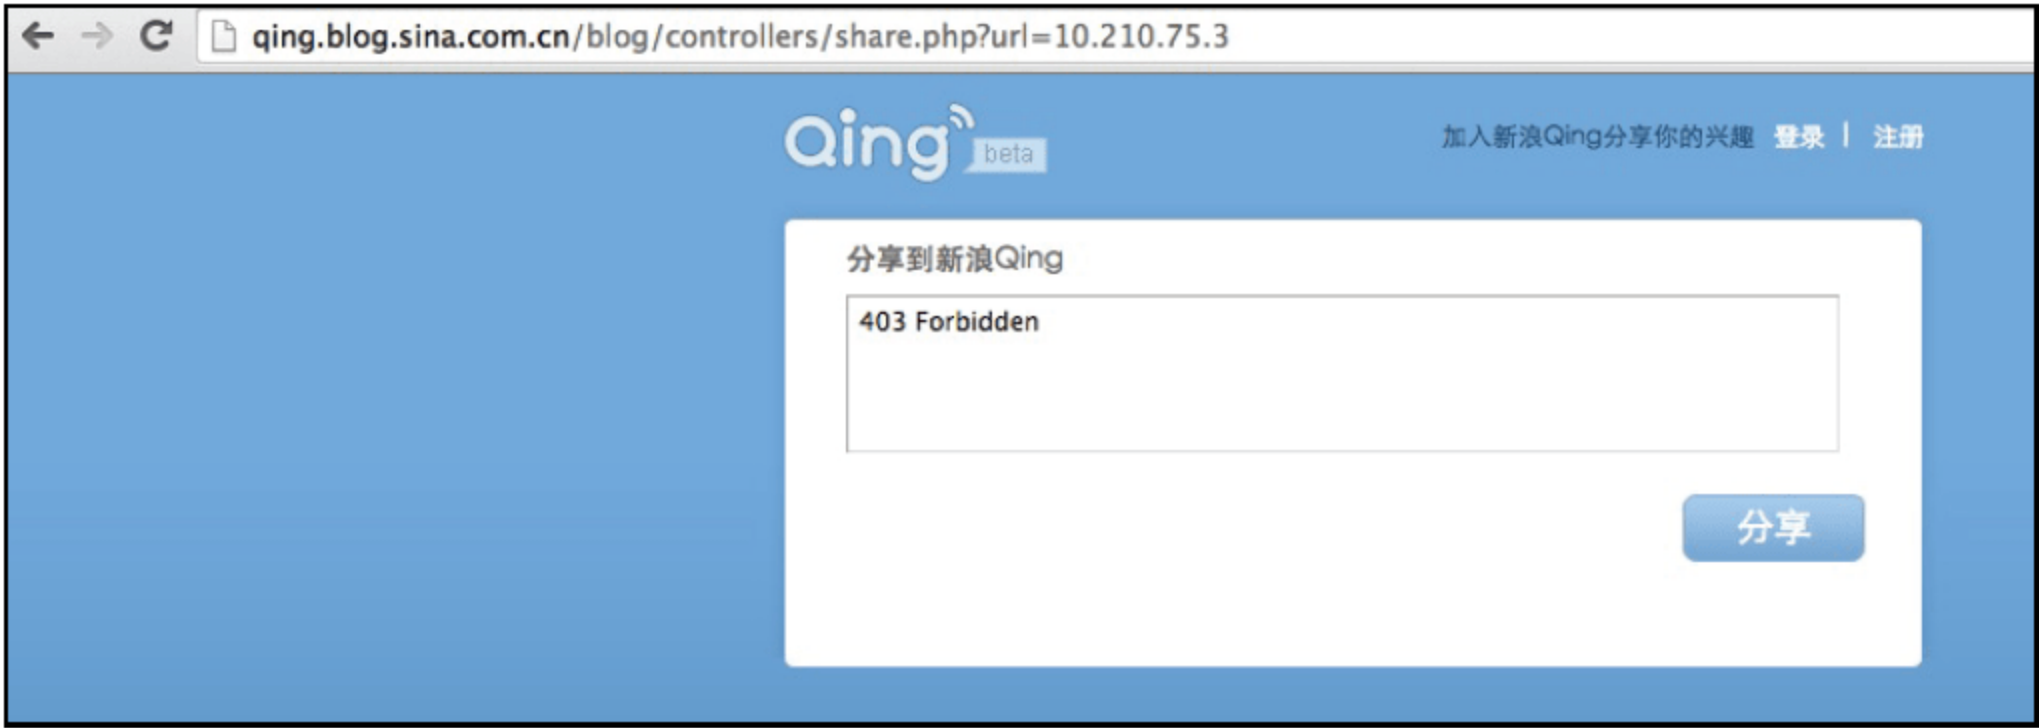 qing.blog.sina.com.cn/blog/controllers/share.php?url=10.210.75.3
Qing beta
加入新浪Qing分享你的兴趣 登录 | 注册
分享到新浪Qing
403 Forbidden
分享